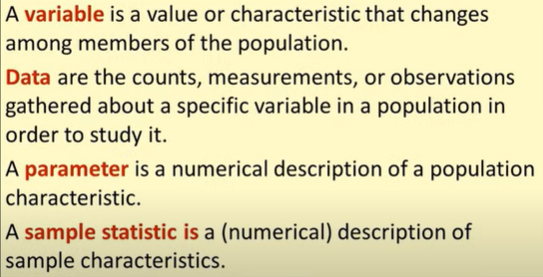 A variable is a value or characteristic that changes
among members of the population.
Data are the counts, measurements, or observations
gathered about a specific variable in a population in
order to study it.
A parameter is a numerical description of a population
characteristic.
A sample statistic is a (numerical) description of
sample characteristics.